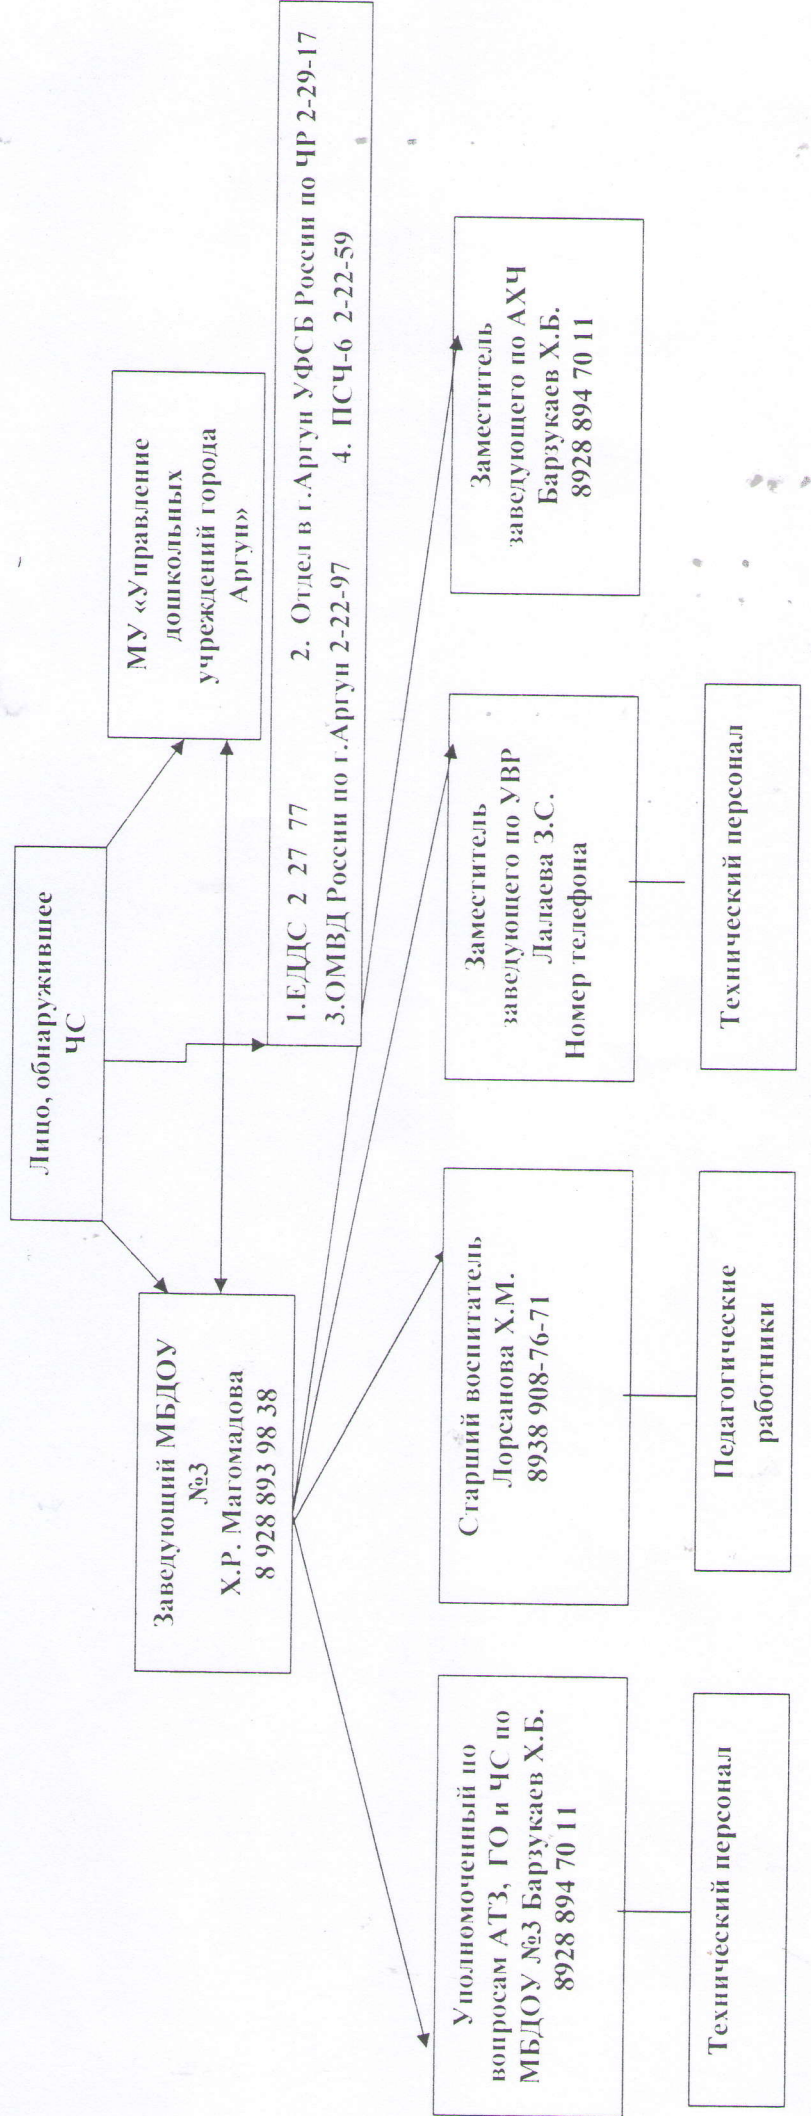 Лицо, обнаружившее
ЧС
Заведующий МБДОУ
№3
Х.Р. Магомадова
8 928 893 98 38
МУ «Управление
дошкольных
учреждений города
Аргун»
1.ЕДДС 2 27 77 2. Отдел в г.Аргун УФСБ России по ЧР 2-29-17
3.ОМВД России по г.Аргун 2-22-97 4. ПСЧ-6 2-22-59
Уполномоченный по
вопросам АТЗ, ГО и ЧС по
МБДОУ №3 Барзукаев Х.Б.
8928 894 70 11
Старший воспитатель
Лорсанова Х.М.
8938 908-76-71
Заместитель
заведующего по УВР
Лалаева З.С.
Номер телефона
Заместитель
заведующего по АХЧ
Барзукаев Х.Б.
8928 894 70 11
Технический персонал
Педагогические
работники
Технический персонал